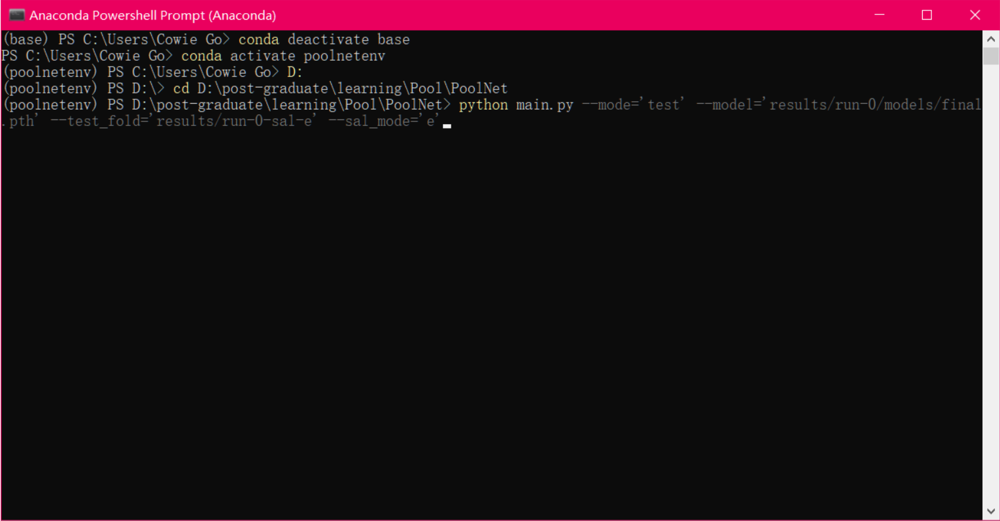 Anaconda Powershell Prompt (Anaconda)
(base) PS C:\Users\Cowie Go> conda deactivate base
PS C:\Users\Cowie Go> conda activate poolnetenv
(poolnetenv) PS C:\Users\Cowie Go> D:
(poolnetenv) PS D:\> cd D:\post-graduate\learning\Pool\PoolNet
(poolnetenv) PS D:\post-graduate\learning\Pool\PoolNet> python main.py --mode='test' --model='results/run-0/models/final
.pth' --test_fold='results/run-0-sal-e' --sal_mode='e'